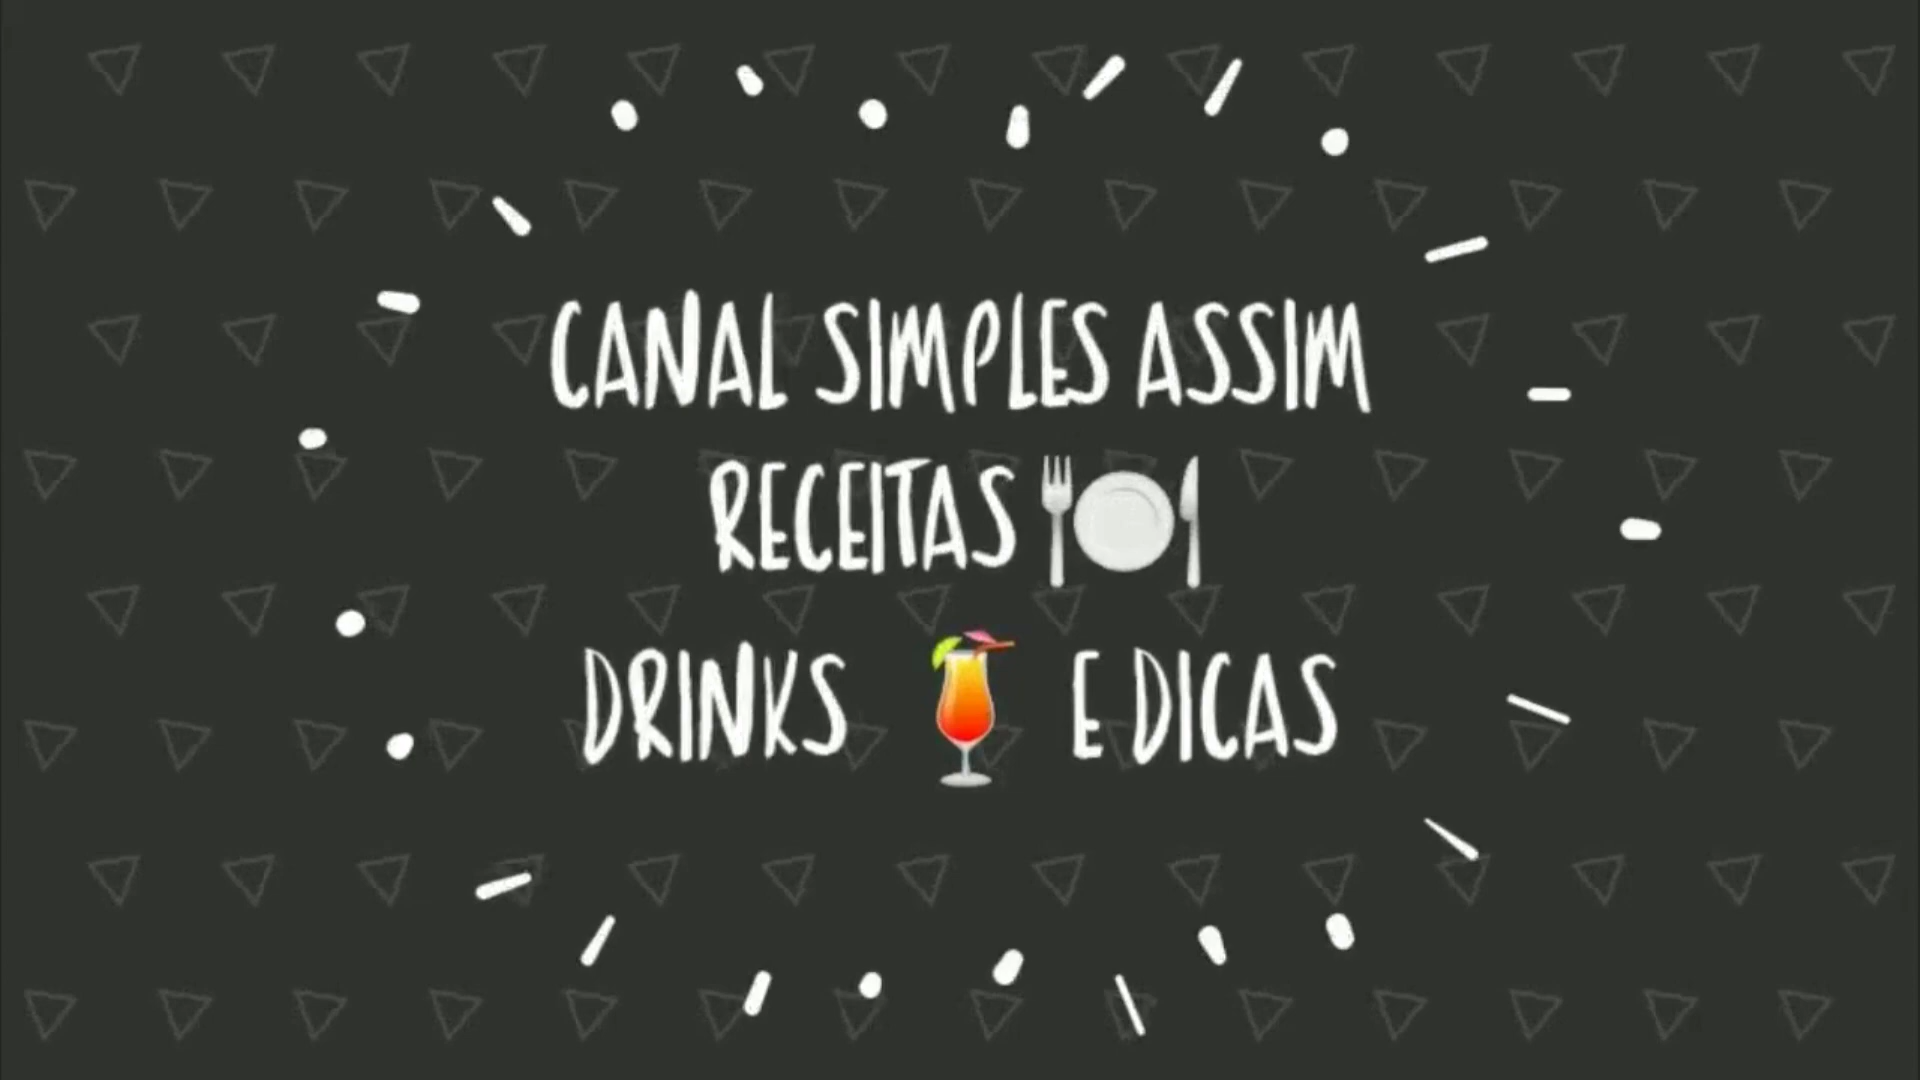 CANAL SIMPLES ASSIM
RECEITAS 🍽
DRINKS 🍹 E DICAS